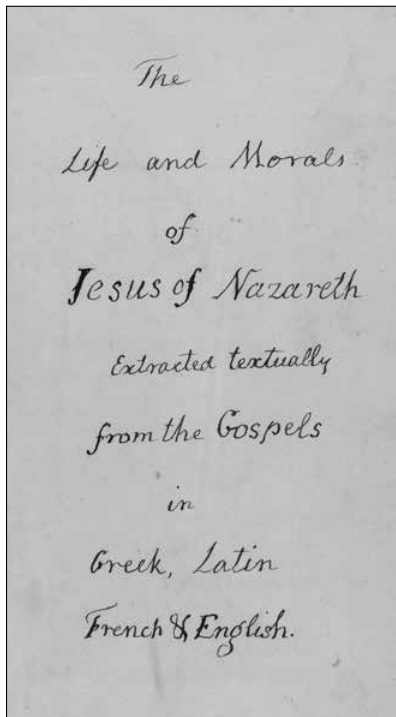 The
Life and Morals
of
Jesus of Nazareth
Extracted textually
from the Gospels
in
Greek, Latin
French & English.